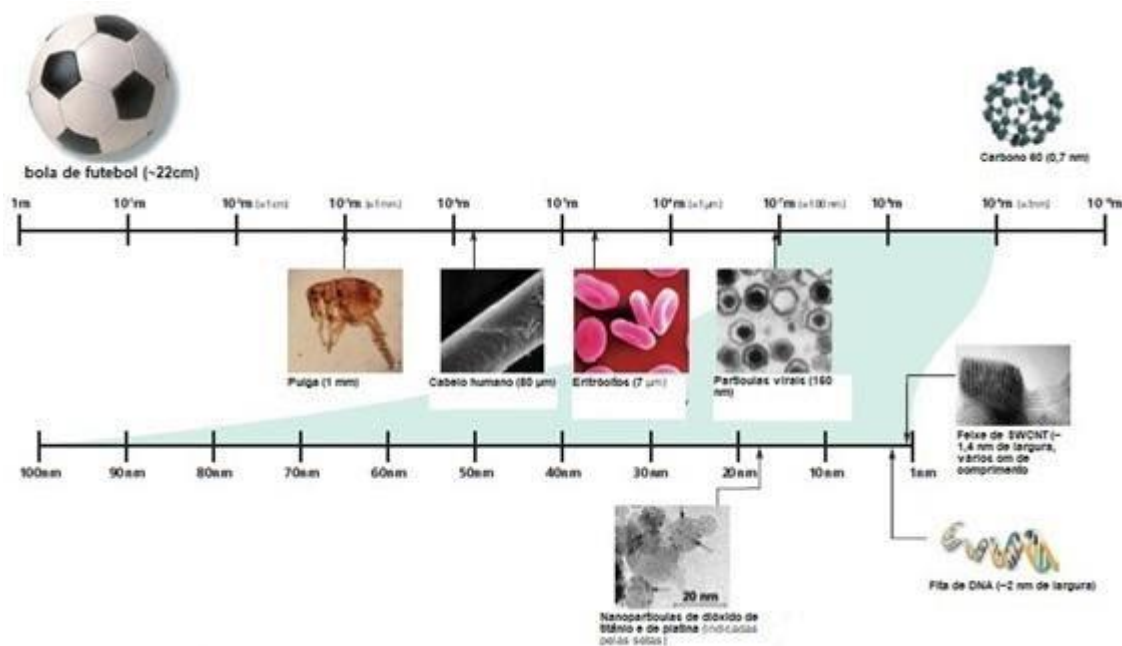 bola de futebol (~22cm)
Carbono 60 (0,7 nm)
1m 10⁻¹m 10⁻²m (=1cm) 10⁻³m (=1mm) 10⁻⁴m 10⁻⁵m 10⁻⁶m (=1µm) 10⁻⁷m (=100 nm) 10⁻⁸m 10⁻⁹m (=1nm) 10⁻¹⁰m
Pulga (1 mm)
Cabelo humano (80 µm)
Eritrócitos (7 µm)
Partículas virais (150
nm)
100nm 90nm 80nm 70nm 60nm 50nm 40nm 30nm 20nm 10nm 1nm
Feixe de SWCNT (~
1,4 nm de largura,
vários cm de
comprimento
20 nm
Nanopartículas de dióxido de
titânio e de platina (indicadas
pelas setas)
Fita de DNA (~2 nm de largura)